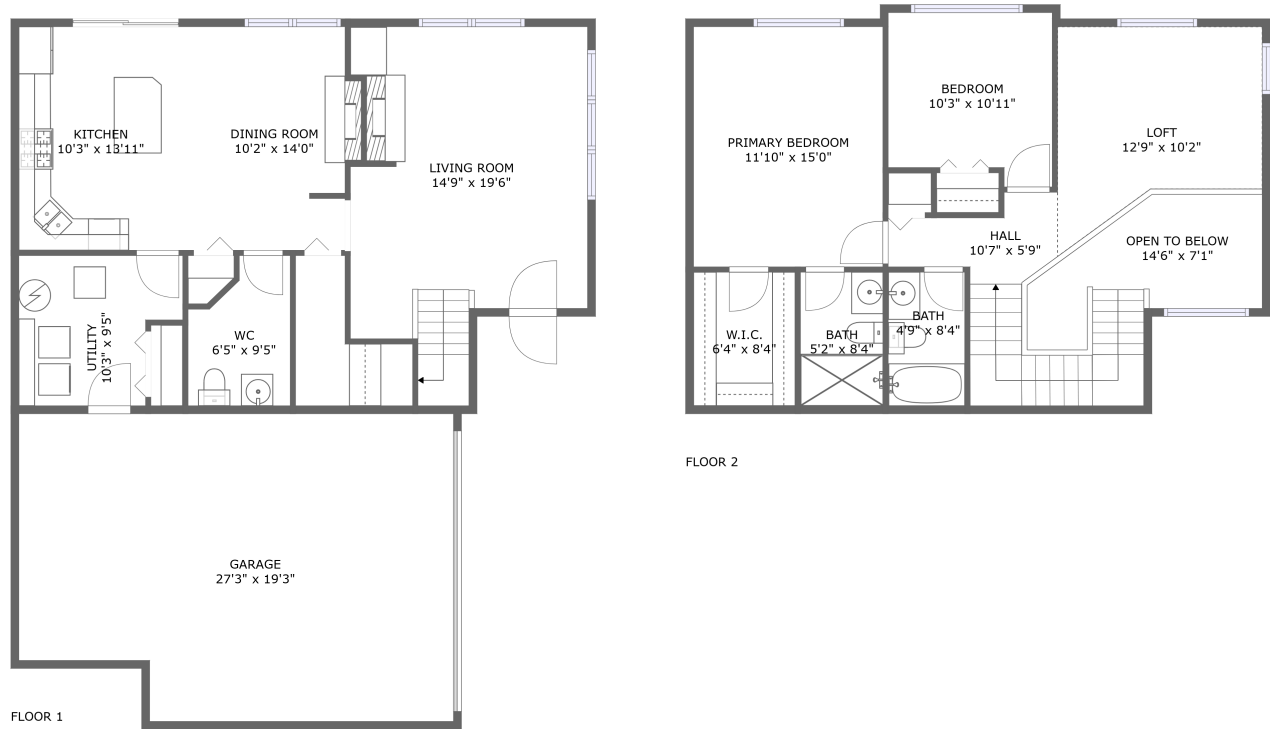 KITCHEN
10'3" x 13'11"
DINING ROOM
10'2" x 14'0"
LIVING ROOM
14'9" x 19'6"
UTILITY
10'3" x 9'5"
WC
6'5" x 9'5"
GARAGE
27'3" x 19'3"
FLOOR 1
PRIMARY BEDROOM
11'10" x 15'0"
BEDROOM
10'3" x 10'11"
LOFT
12'9" x 10'2"
HALL
10'7" x 5'9"
OPEN TO BELOW
14'6" x 7'1"
W.I.C.
6'4" x 8'4"
BATH
5'2" x 8'4"
BATH
4'9" x 8'4"
FLOOR 2